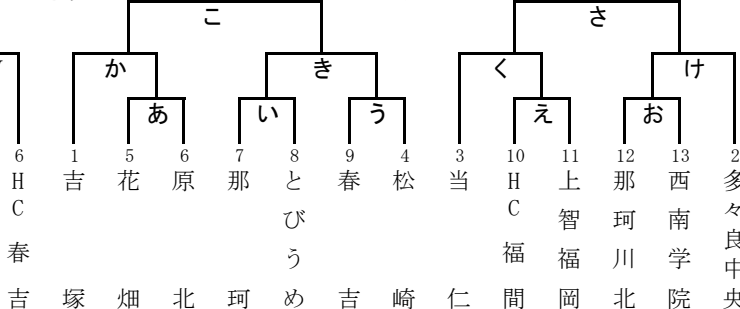 こ さ
か き く け
あ い う え お
6 1 5 6 7 8 9 4 3 10 11 12 13 2
HC春吉
吉塚
花畑
原北
那珂
とびうめ
春吉
松崎
当仁
HC福間
上智福岡
那珂川北
西南学院
多々良中央